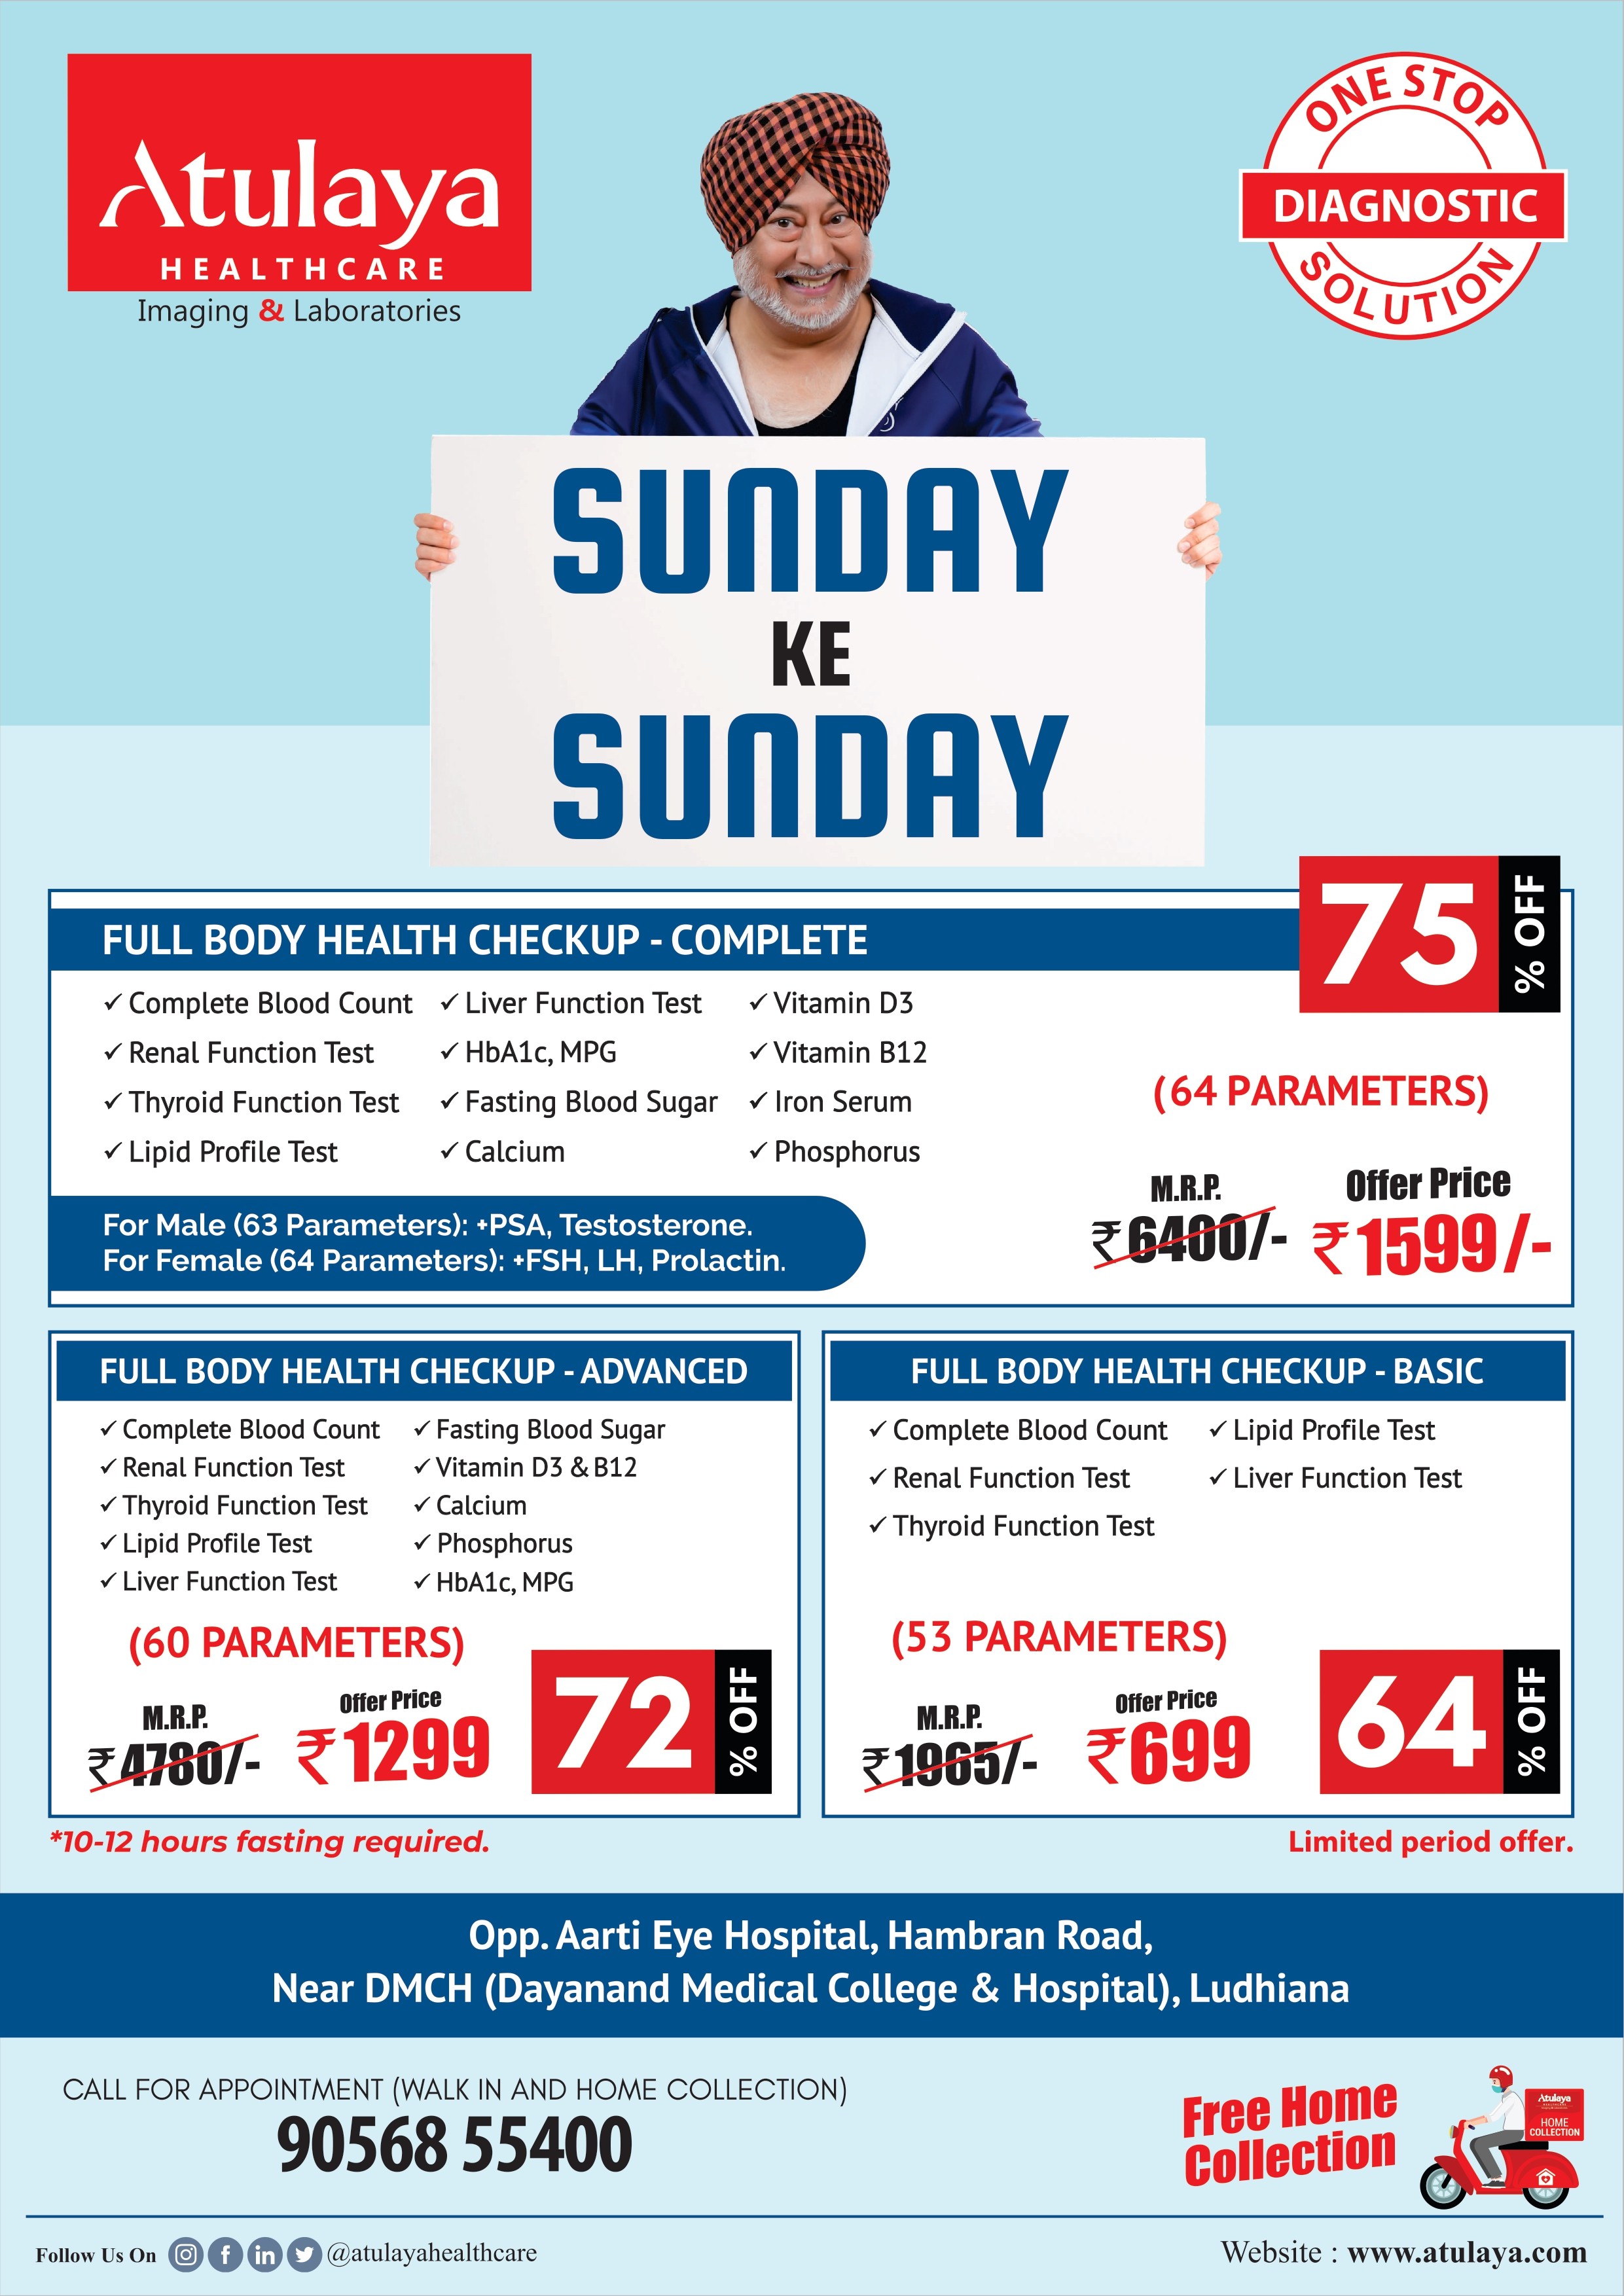 Atulaya
HEALTHCARE
Imaging & Laboratories
ONE STOP
DIAGNOSTIC
SOLUTION
SUNDAY
KE
SUNDAY
FULL BODY HEALTH CHECKUP - COMPLETE
75 % OFF
✓ Complete Blood Count ✓ Liver Function Test ✓ Vitamin D3
✓ Renal Function Test ✓ HbA1c, MPG ✓ Vitamin B12
✓ Thyroid Function Test ✓ Fasting Blood Sugar ✓ Iron Serum
✓ Lipid Profile Test ✓ Calcium ✓ Phosphorus
(64 PARAMETERS)
For Male (63 Parameters): +PSA, Testosterone.
For Female (64 Parameters): +FSH, LH, Prolactin.
M.R.P. Offer Price
₹6400/- ₹1599/-
FULL BODY HEALTH CHECKUP - ADVANCED
✓ Complete Blood Count ✓ Fasting Blood Sugar
✓ Renal Function Test ✓ Vitamin D3 & B12
✓ Thyroid Function Test ✓ Calcium
✓ Lipid Profile Test ✓ Phosphorus
✓ Liver Function Test ✓ HbA1c, MPG
(60 PARAMETERS)
M.R.P. Offer Price
₹4780/- ₹1299
72 % OFF
FULL BODY HEALTH CHECKUP - BASIC
✓ Complete Blood Count ✓ Lipid Profile Test
✓ Renal Function Test ✓ Liver Function Test
✓ Thyroid Function Test
(53 PARAMETERS)
M.R.P. Offer Price
₹1965/- ₹699
64 % OFF
*10-12 hours fasting required.
Limited period offer.
Opp. Aarti Eye Hospital, Hambran Road,
Near DMCH (Dayanand Medical College & Hospital), Ludhiana
CALL FOR APPOINTMENT (WALK IN AND HOME COLLECTION)
90568 55400
Free Home
Collection
Atulaya
HEALTHCARE
HOME
COLLECTION
Follow Us On @atulayahealthcare
Website : www.atulaya.com